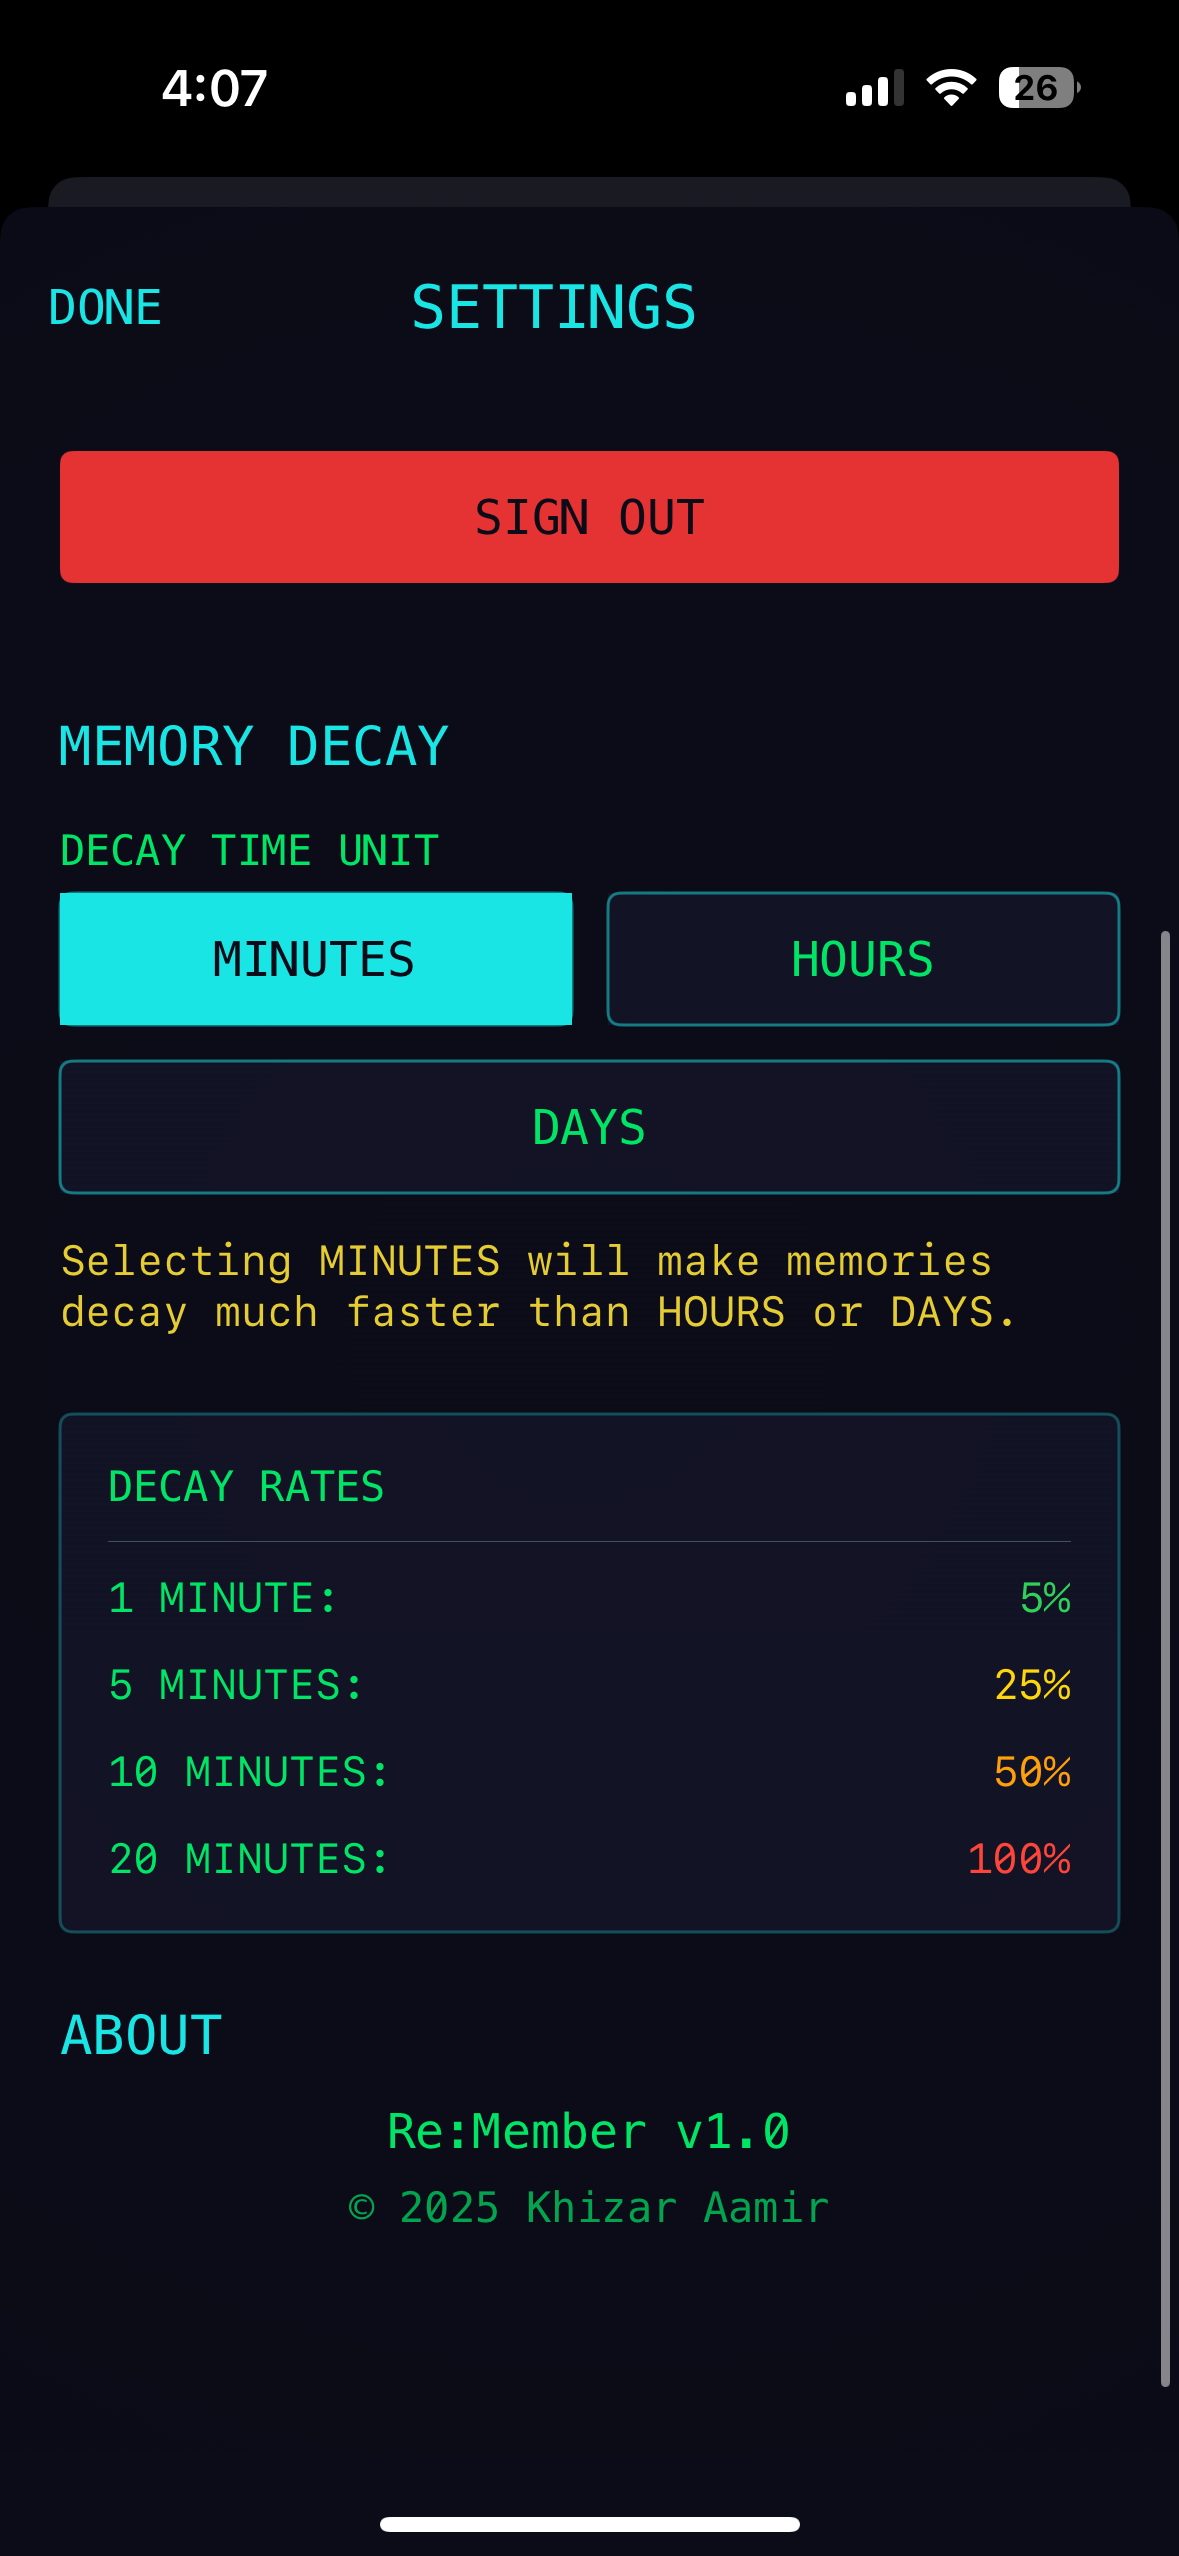 4:07
26
DONE
SETTINGS
SIGN OUT
MEMORY DECAY
DECAY TIME UNIT
MINUTES
HOURS
DAYS
Selecting MINUTES will make memories
decay much faster than HOURS or DAYS.
DECAY RATES
1 MINUTE: 5%
5 MINUTES: 25%
10 MINUTES: 50%
20 MINUTES: 100%
ABOUT
Re:Member v1.0
© 2025 Khizar Aamir